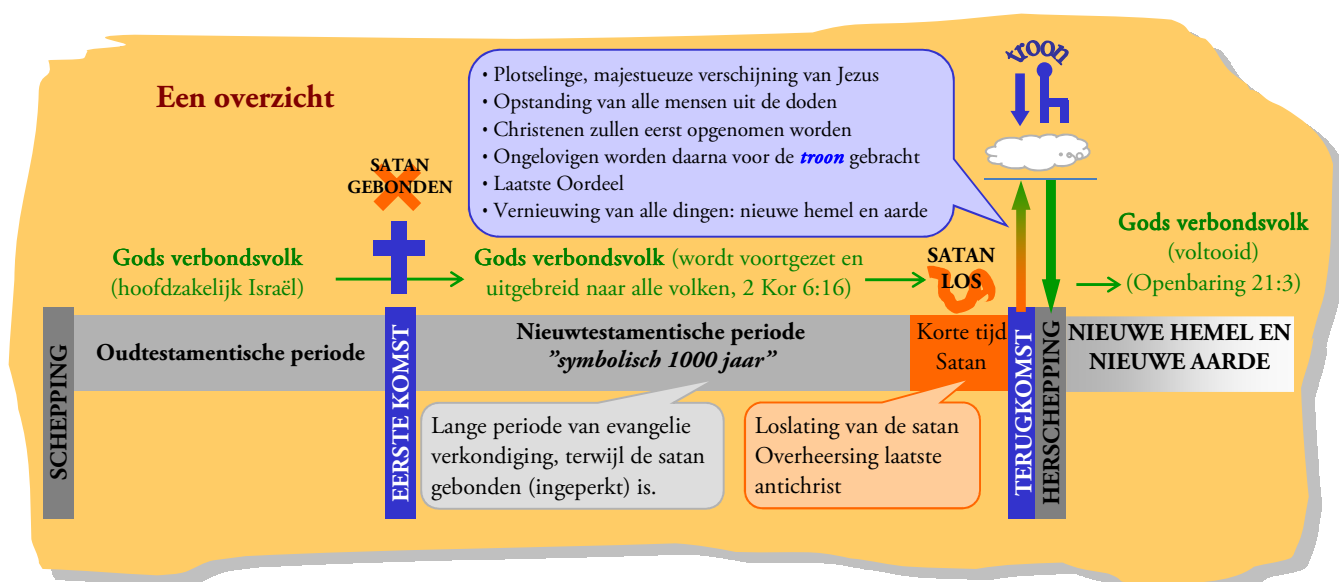 Een overzicht
• Plotselinge, majestueuze verschijning van Jezus
• Opstanding van alle mensen uit de doden
• Christenen zullen eerst opgenomen worden
• Ongelovigen worden daarna voor de troon gebracht
• Laatste Oordeel
• Vernieuwing van alle dingen: nieuwe hemel en aarde
troon
SATAN
GEBONDEN
Gods verbondsvolk
(hoofdzakelijk Israël)
Gods verbondsvolk (wordt voortgezet en
uitgebreid naar alle volken, 2 Kor 6:16)
SATAN
LOS
Gods verbondsvolk
(voltooid)
(Openbaring 21:3)
SCHEPPING
Oudtestamentische periode
EERSTE KOMST
Nieuwtestamentische periode
”symbolisch 1000 jaar”
Korte tijd
Satan
TERUGKOMST
HERSCHEPPING
NIEUWE HEMEL EN
NIEUWE AARDE
Lange periode van evangelie
verkondiging, terwijl de satan
gebonden (ingeperkt) is.
Loslating van de satan
Overheersing laatste
antichrist